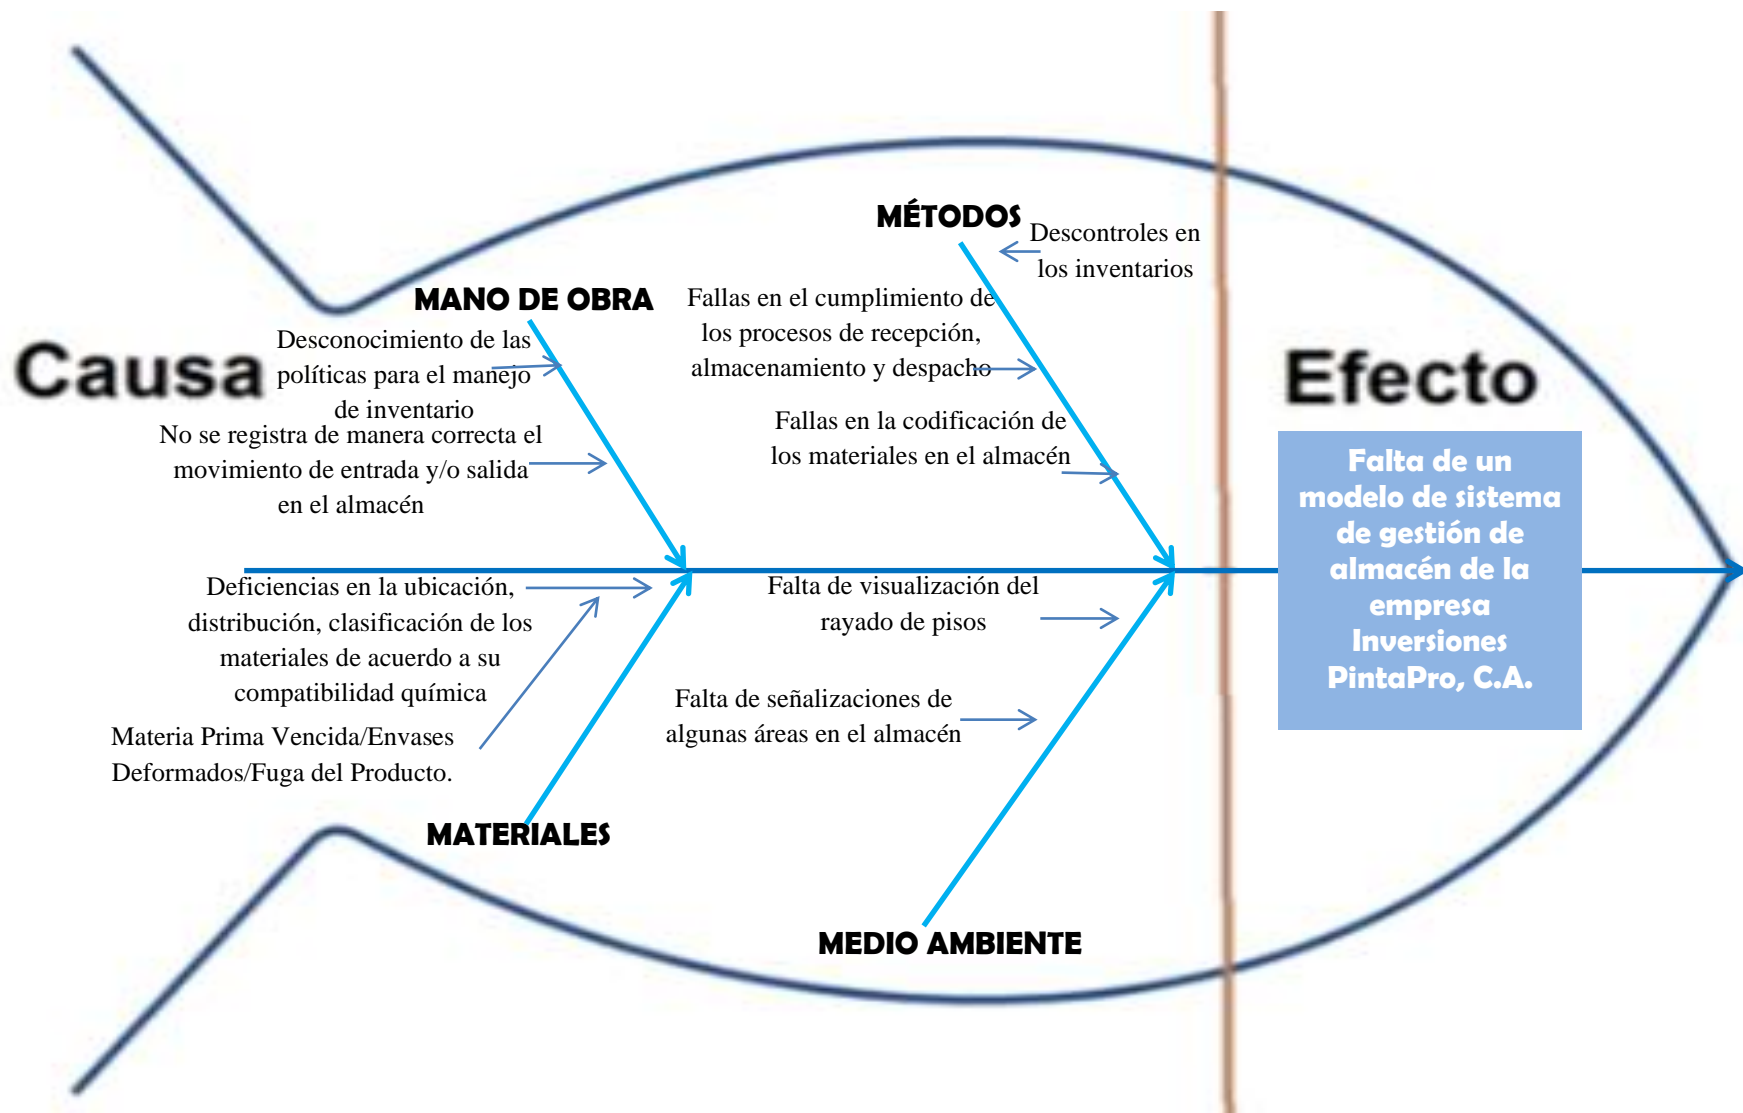 MÉTODOS
Descontroles en
los inventarios
MANO DE OBRA
Fallas en el cumplimiento de
los procesos de recepción,
almacenamiento y despacho
Causa
Desconocimiento de las
políticas para el manejo
de inventario
No se registra de manera correcta el
movimiento de entrada y/o salida
en el almacén
Fallas en la codificación de
los materiales en el almacén
Efecto
Falta de un
modelo de sistema
de gestión de
almacén de la
empresa
Inversiones
PintaPro, C.A.
Deficiencias en la ubicación,
distribución, clasificación de los
materiales de acuerdo a su
compatibilidad química
Materia Prima Vencida/Envases
Deformados/Fuga del Producto.
MATERIALES
Falta de visualización del
rayado de pisos
Falta de señalizaciones de
algunas áreas en el almacén
MEDIO AMBIENTE